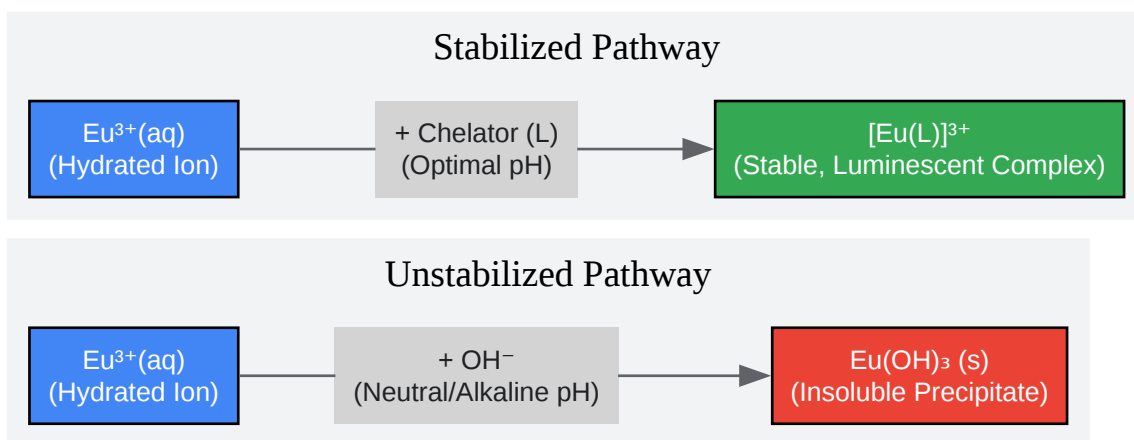 Stabilized Pathway
Eu³⁺(aq)
(Hydrated Ion)
+ Chelator (L)
(Optimal pH)
[Eu(L)]³⁺
(Stable, Luminescent Complex)
Unstabilized Pathway
Eu³⁺(aq)
(Hydrated Ion)
+ OH⁻
(Neutral/Alkaline pH)
Eu(OH)₃ (s)
(Insoluble Precipitate)